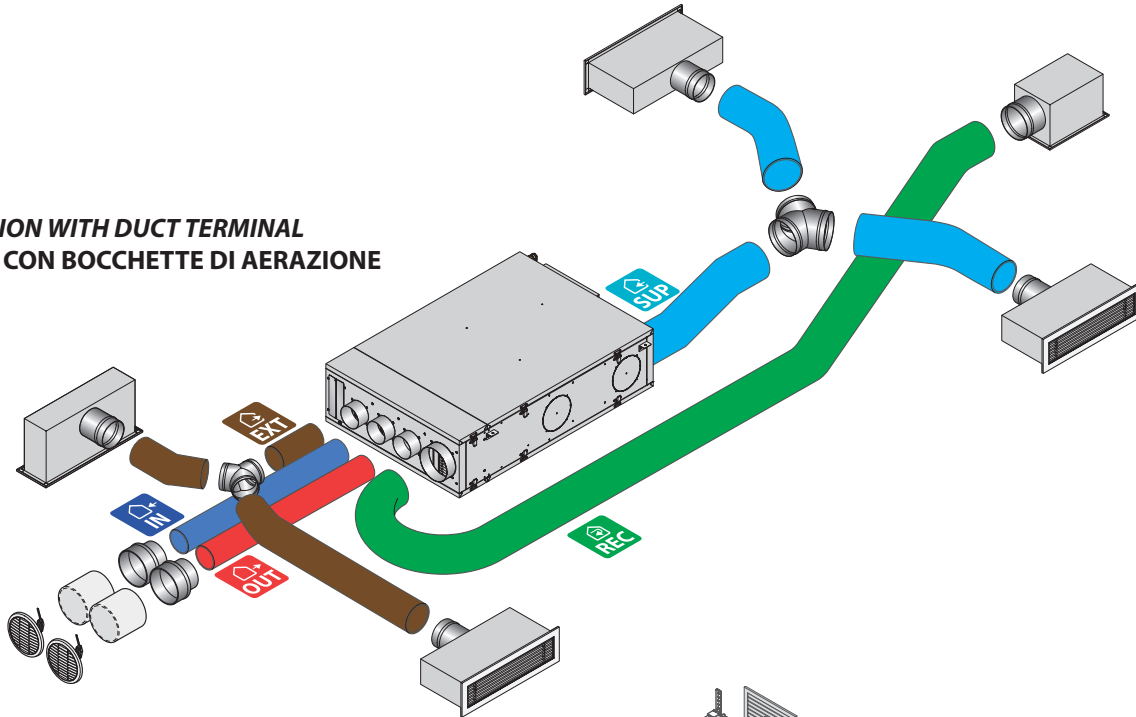 ION WITH DUCT TERMINAL
CON BOCCHETTE DI AERAZIONE
SUP
EXT
IN
OUT
REC